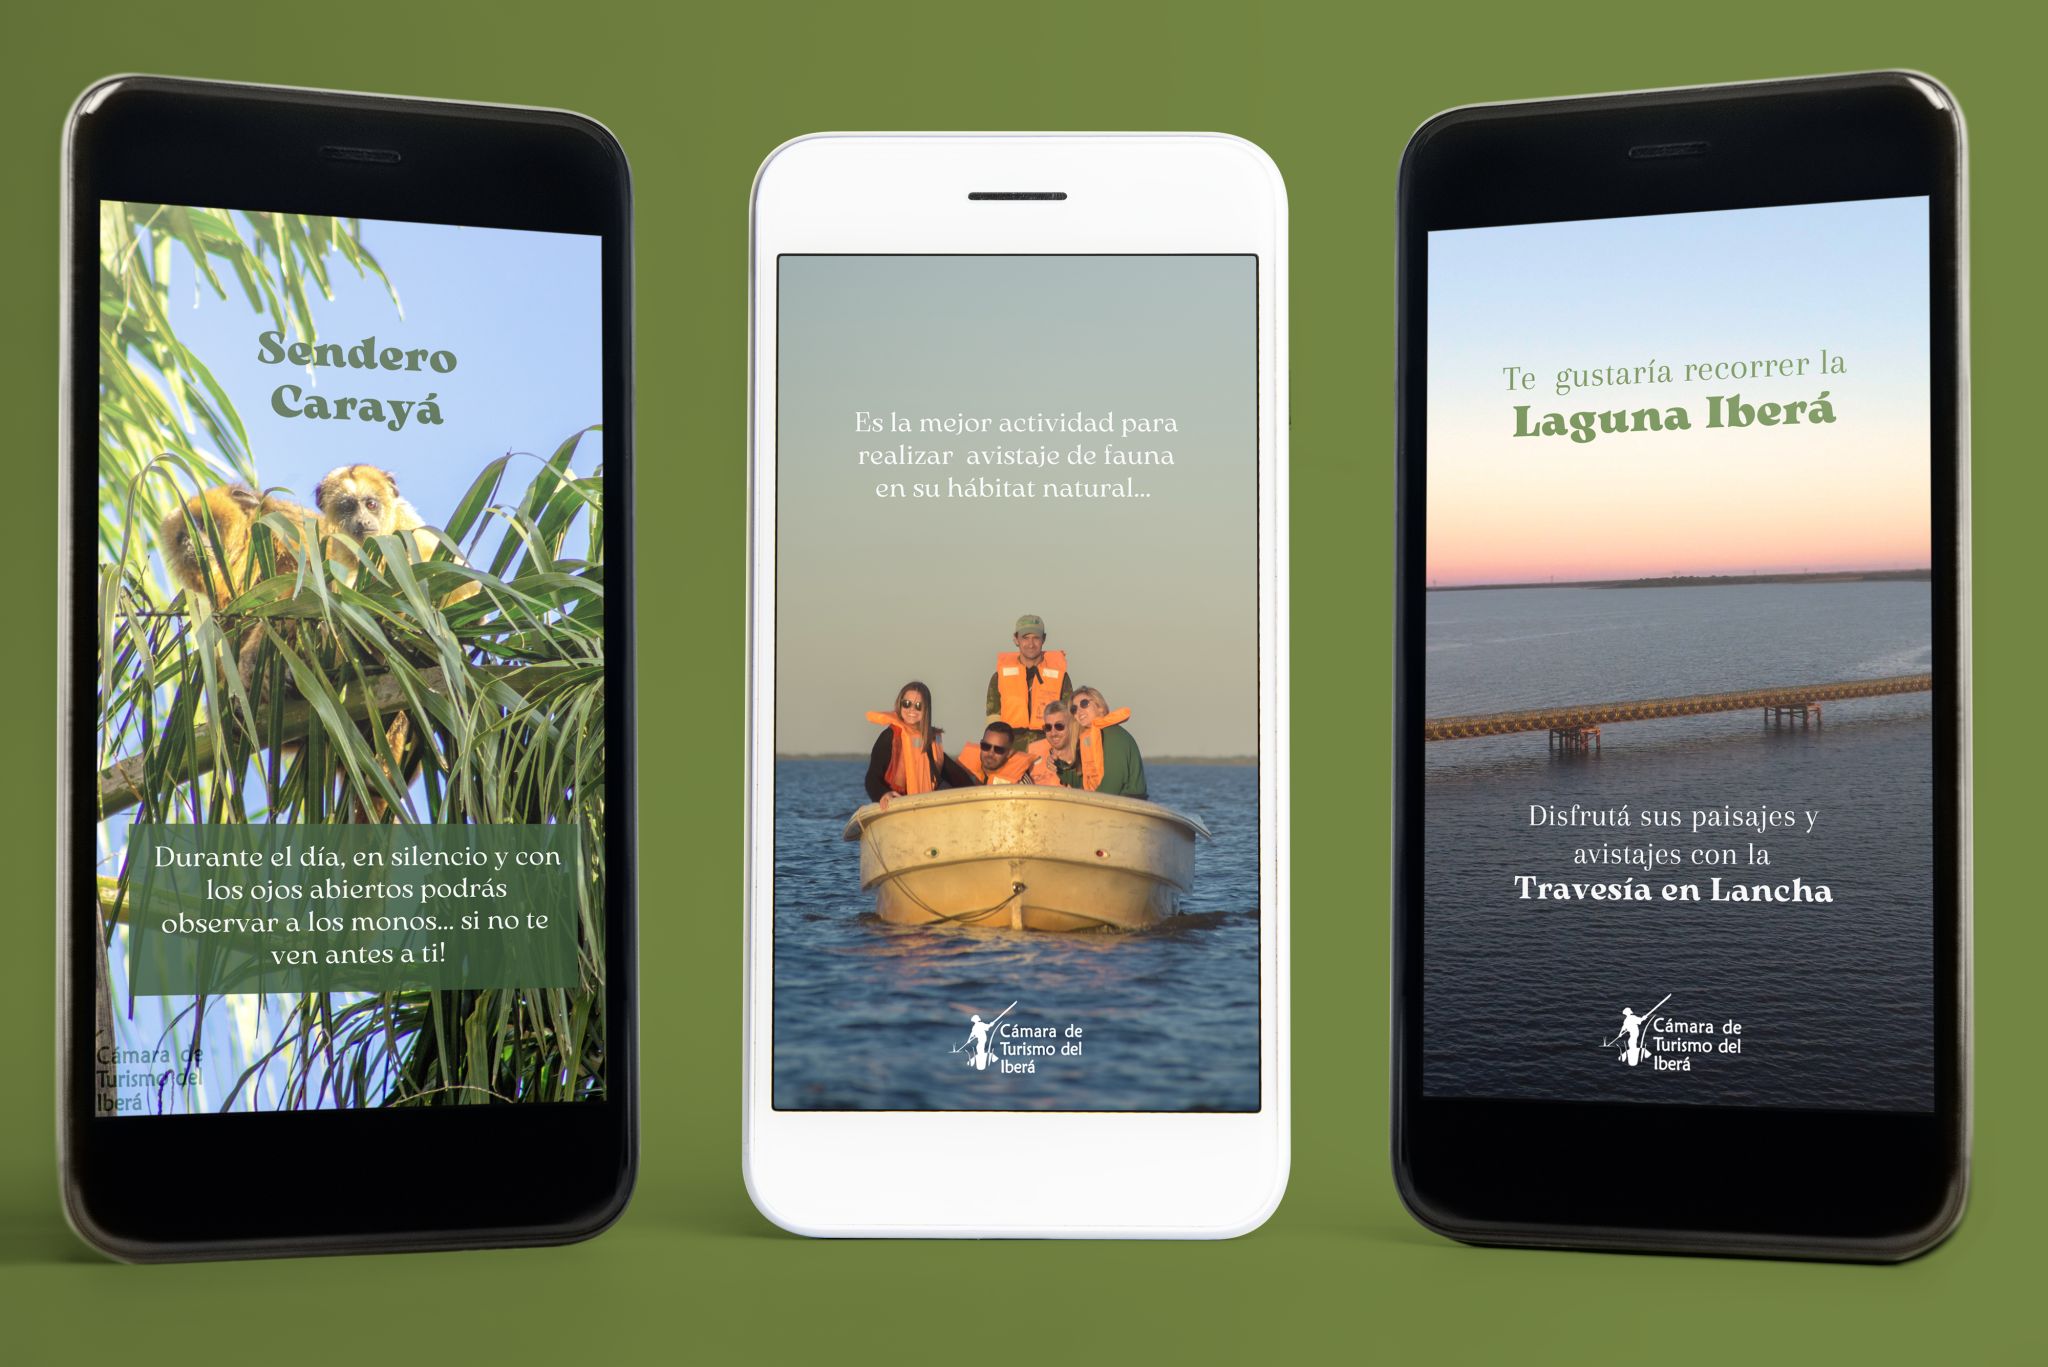 Sendero
Carayá
Durante el día, en silencio y con
los ojos abiertos podrás
observar a los monos... si no te
ven antes a ti!
Cámara de
Turismo del
Iberá
Es la mejor actividad para
realizar avistaje de fauna
en su hábitat natural...
Cámara de
Turismo del
Iberá
Te gustaría recorrer la
Laguna Iberá
Disfrutá sus paisajes y
avistajes con la
Travesía en Lancha
Cámara de
Turismo del
Iberá